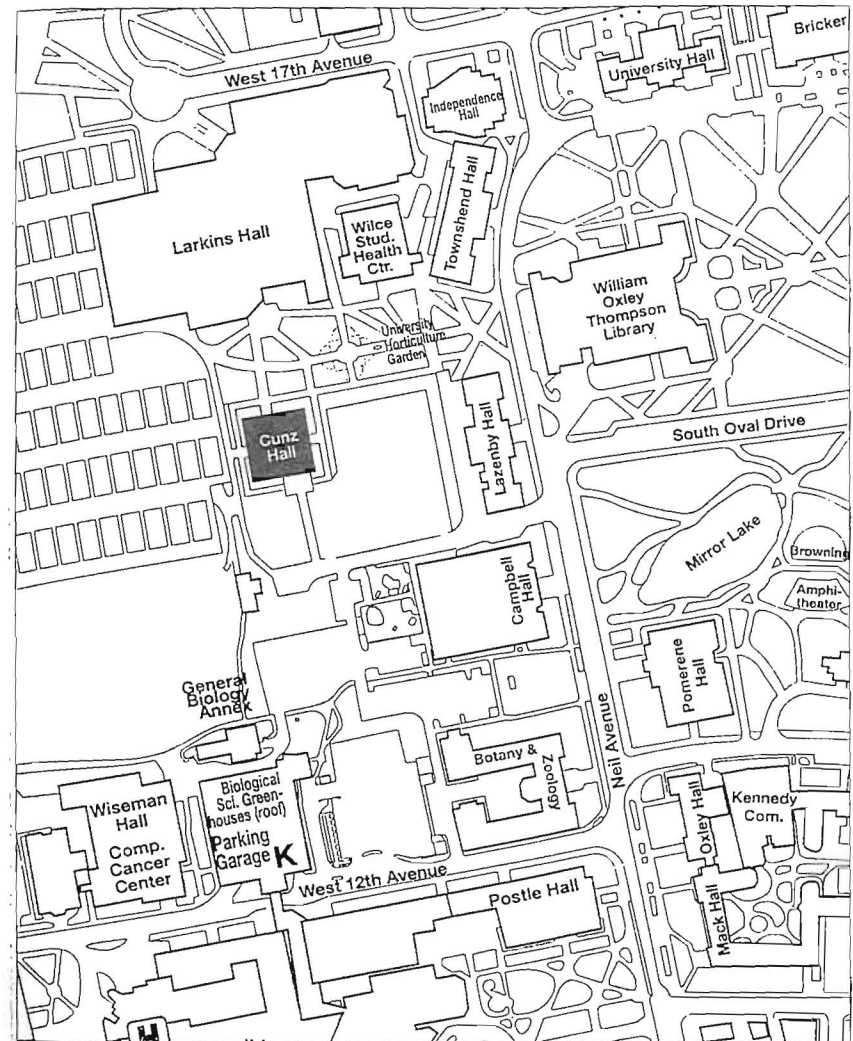 Bricker
West 17th Avenue
University Hall
Independence
Hall
Townshend Hall
Larkins Hall
Wilce
Stud.
Health
Ctr.
William
Oxley
Thompson
Library
University
Horticulture
Garden
Cunz
Hall
Lazenby Hall
South Oval Drive
Mirror Lake
Browning
Amphi-
theater
Campbell
Hall
Pomerene
Hall
General
Biology
Annex
Neil Avenue
Botany &
Zoology
Biological
Sci. Green-
houses (roof)
Parking
Garage K
Wiseman
Hall
Comp.
Cancer
Center
Oxley Hall
Kennedy
Com.
West 12th Avenue
Postle Hall
Mack Hall
H